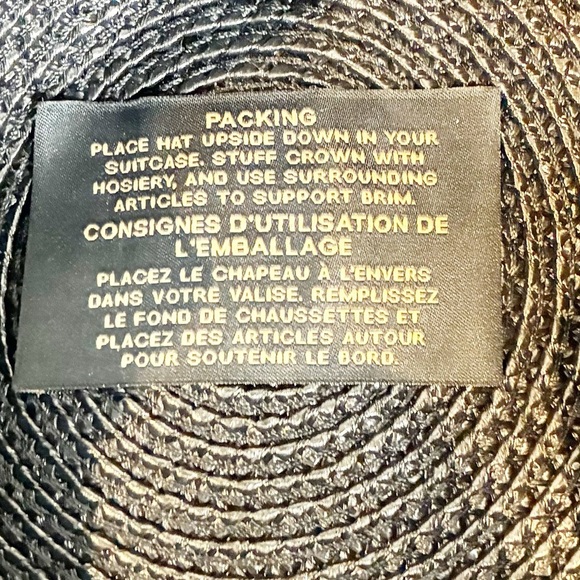 PACKING
PLACE HAT UPSIDE DOWN IN YOUR
SUITCASE. STUFF CROWN WITH
HOSIERY, AND USE SURROUNDING
ARTICLES TO SUPPORT BRIM.
CONSIGNES D'UTILISATION DE
L'EMBALLAGE
PLACEZ LE CHAPEAU À L'ENVERS
DANS VOTRE VALISE. REMPLISSEZ
LE FOND DE CHAUSSETTES ET
PLACEZ DES ARTICLES AUTOUR
POUR SOUTENIR LE BORD.